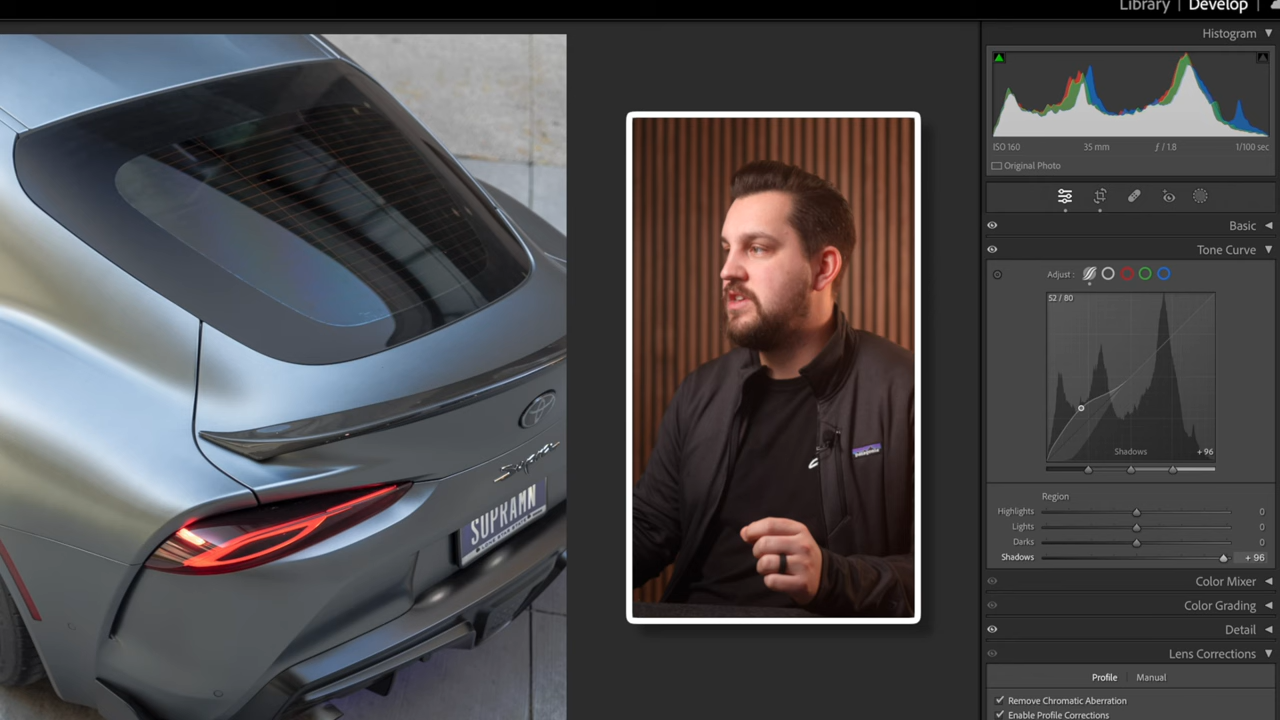 Library | Develop |
Histogram
ISO 160 35 mm ƒ / 1.8 1/100 sec
Original Photo
Basic
Tone Curve
Adjust :
52 / 80
Shadows + 96
Region
Highlights 0
Lights 0
Darks 0
Shadows + 96
Color Mixer
Color Grading
Detail
Lens Corrections
Profile | Manual
Remove Chromatic Aberration
Enable Profile Corrections
Supra
SUPRAMN
patagonia